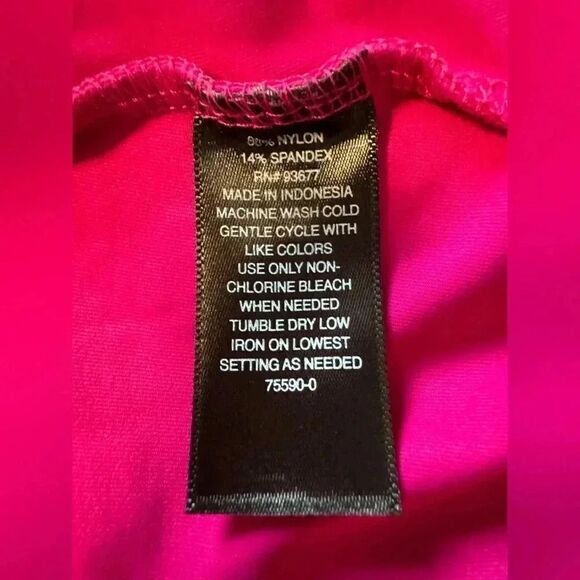 % NYLON
14% SPANDEX
RN# 93677
MADE IN INDONESIA
MACHINE WASH COLD
GENTLE CYCLE WITH
LIKE COLORS
USE ONLY NON-
CHLORINE BLEACH
WHEN NEEDED
TUMBLE DRY LOW
IRON ON LOWEST
SETTING AS NEEDED
75590-0